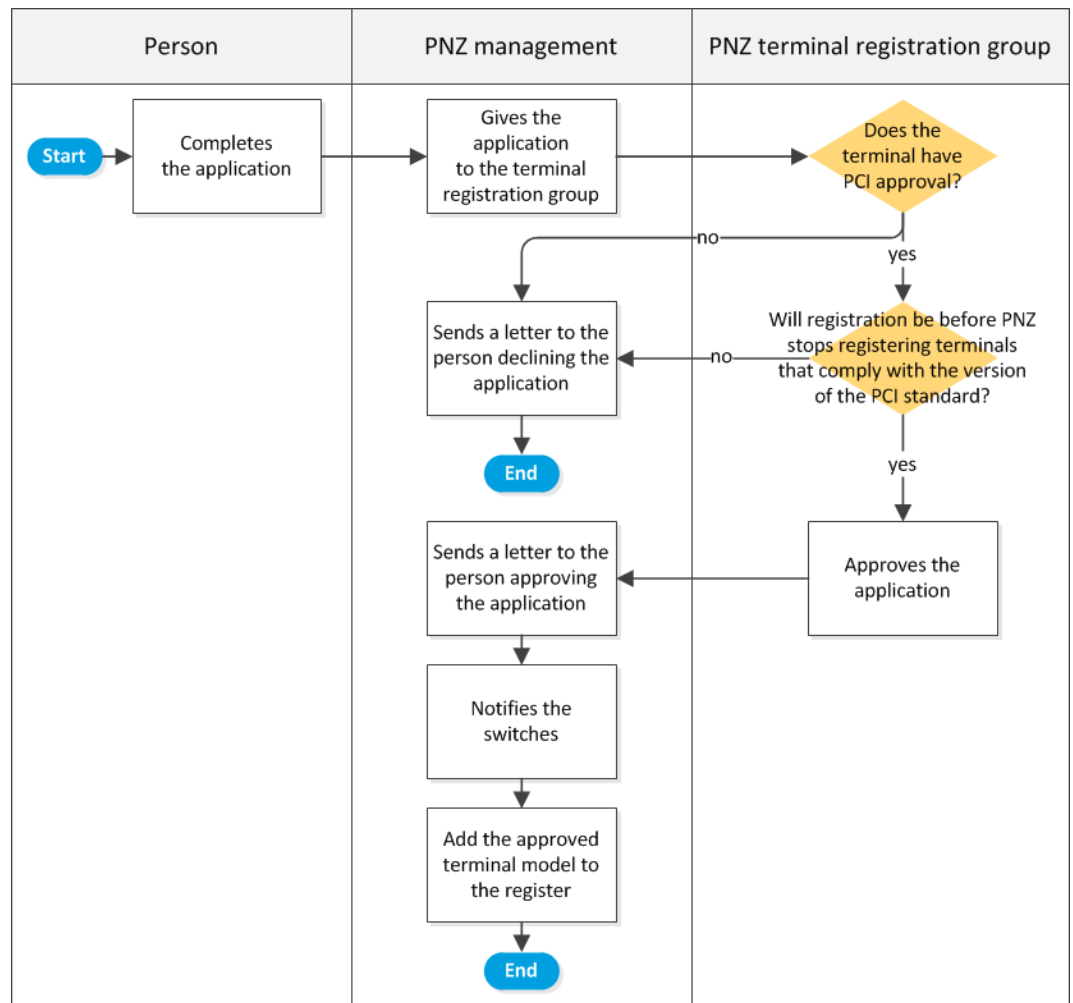 Person
PNZ management
PNZ terminal registration group
Start
Completes
the application
Gives the
application
to the terminal
registration group
Does the
terminal have
PCI approval?
no
yes
Sends a letter to the
person declining the
application
no
Will registration be before PNZ
stops registering terminals
that comply with the version
of the PCI standard?
End
yes
Sends a letter to the
person approving
the application
Approves the
application
Notifies the
switches
Add the approved
terminal model to
the register
End